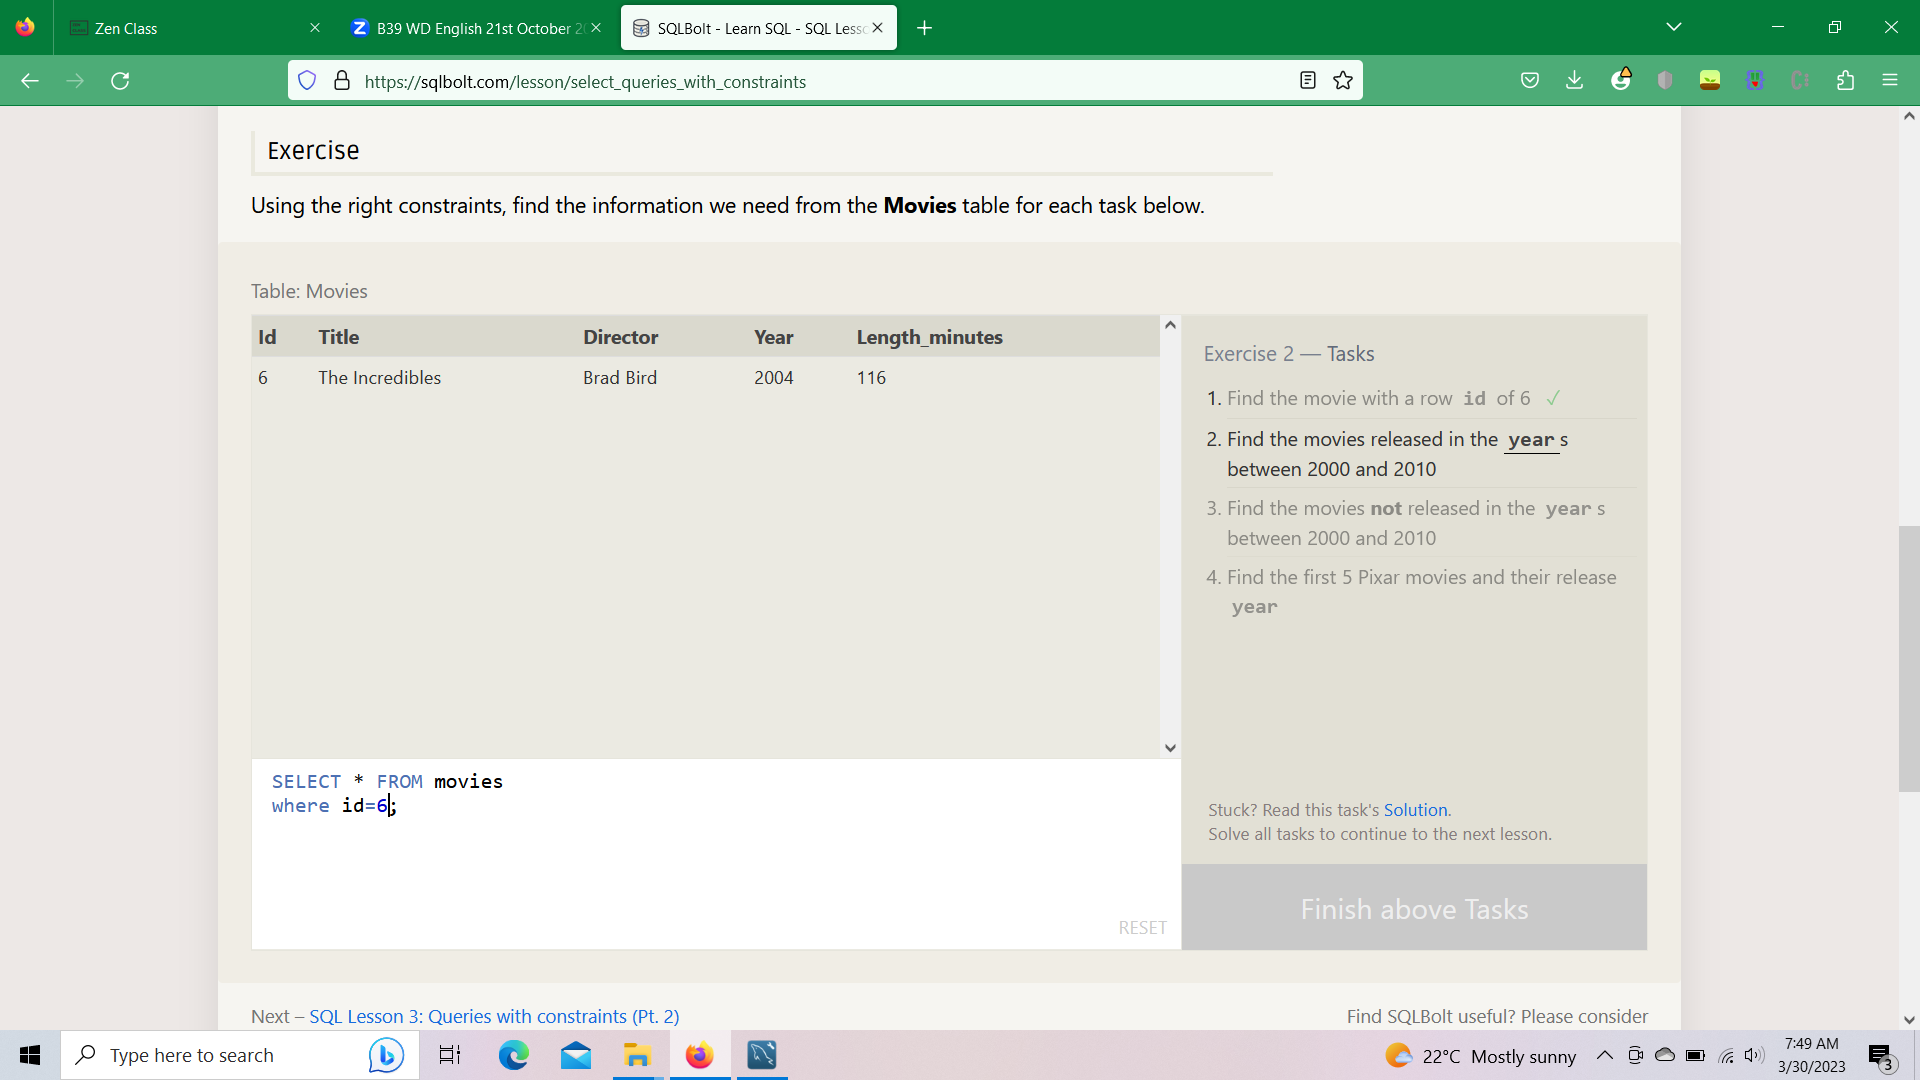 Zen Class
B39 WD English 21st October 2
SQLBolt - Learn SQL - SQL Less
https://sqlbolt.com/lesson/select_queries_with_constraints
Exercise
Using the right constraints, find the information we need from the Movies table for each task below.
Table: Movies
Id Title Director Year Length_minutes
6 The Incredibles Brad Bird 2004 116
Exercise 2 — Tasks
1. Find the movie with a row id of 6 ✓
2. Find the movies released in the year s
between 2000 and 2010
3. Find the movies not released in the year s
between 2000 and 2010
4. Find the first 5 Pixar movies and their release
year
SELECT * FROM movies
where id=6;
RESET
Stuck? Read this task's Solution.
Solve all tasks to continue to the next lesson.
Finish above Tasks
Next – SQL Lesson 3: Queries with constraints (Pt. 2)
Find SQLBolt useful? Please consider
Type here to search
22°C Mostly sunny
7:49 AM
3/30/2023
3